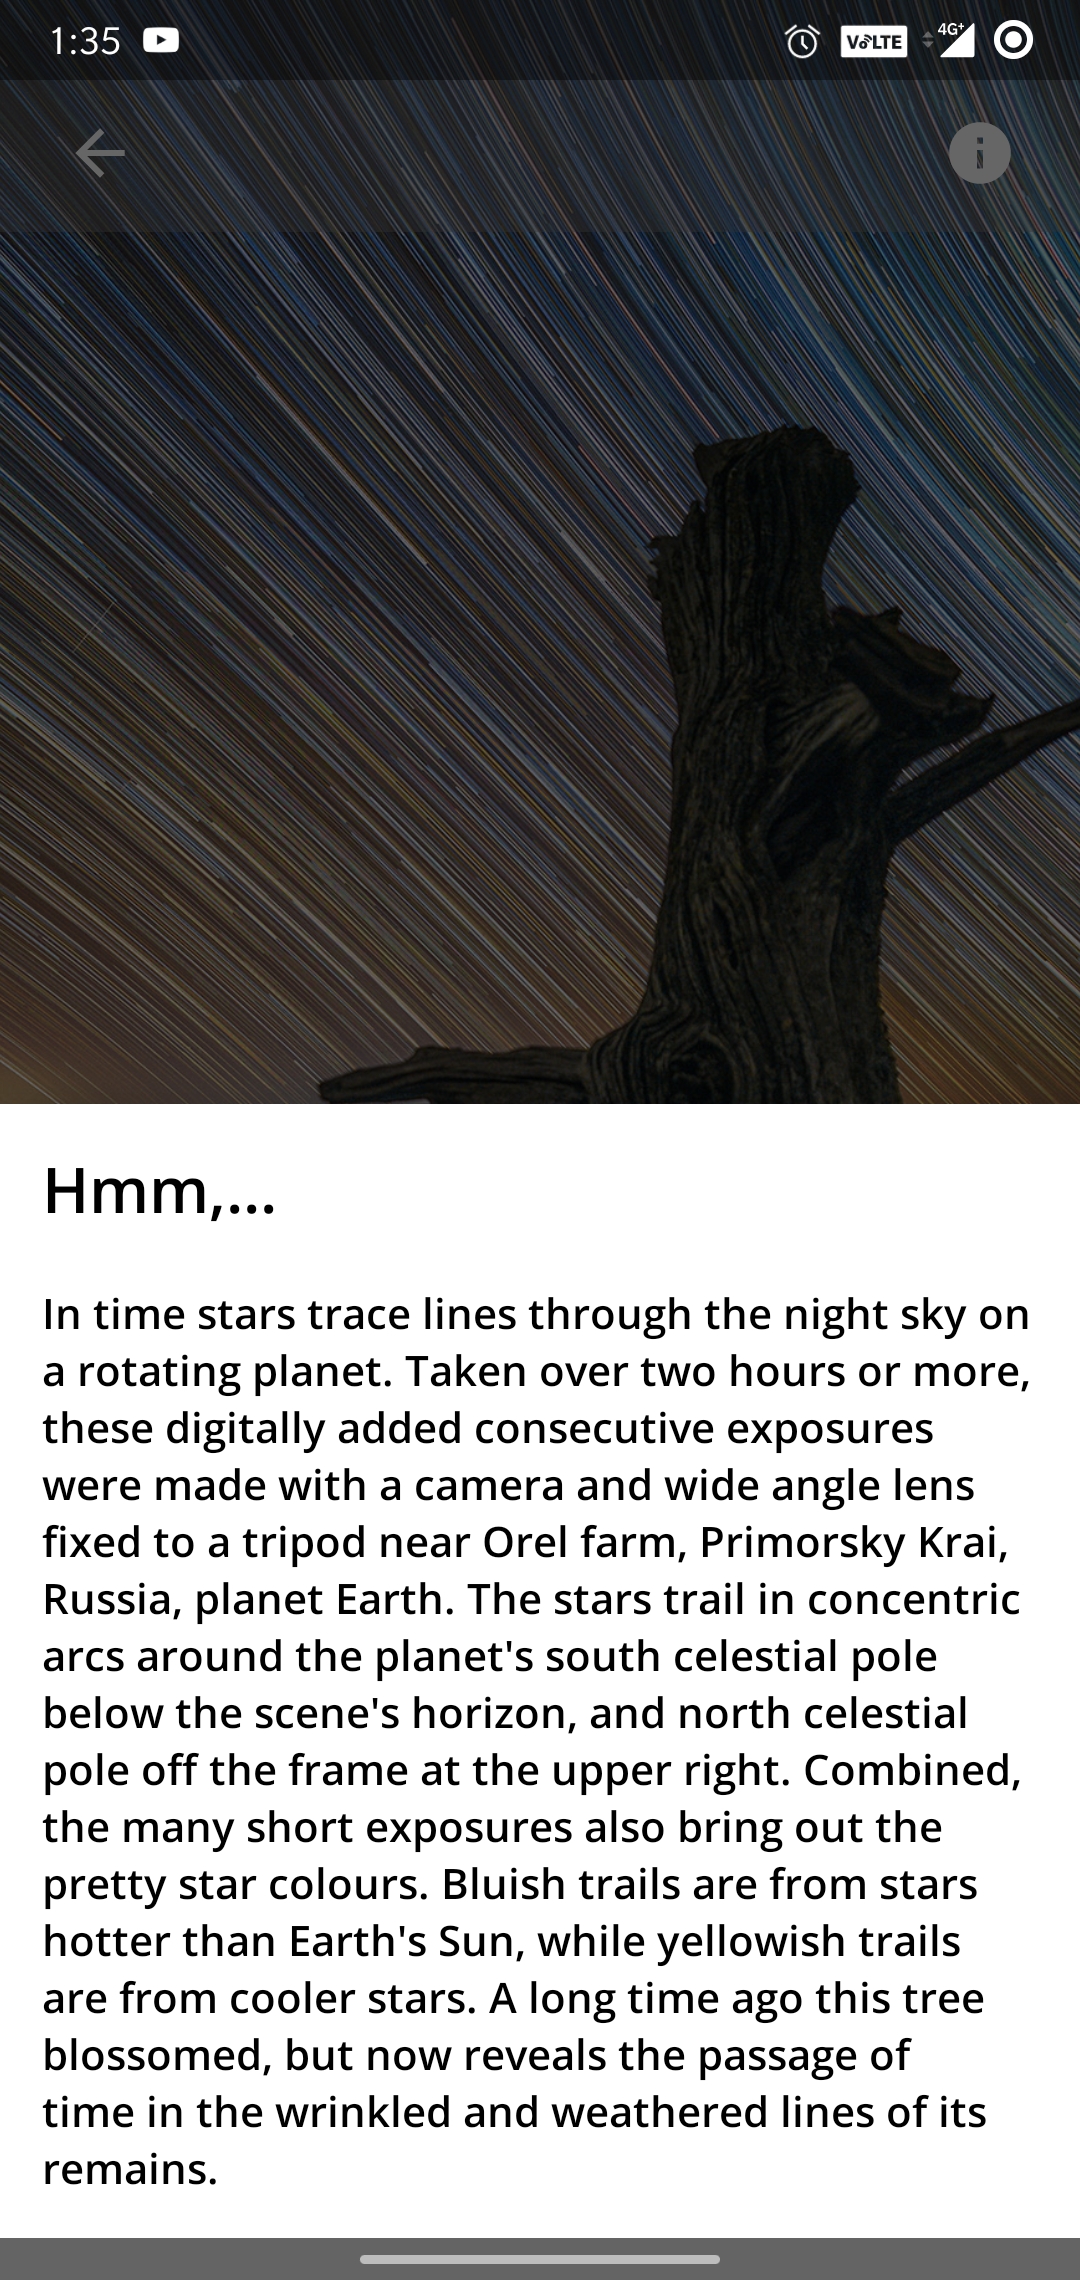 1:35
VoLTE
4G+
Hmm,...
In time stars trace lines through the night sky on
a rotating planet. Taken over two hours or more,
these digitally added consecutive exposures
were made with a camera and wide angle lens
fixed to a tripod near Orel farm, Primorsky Krai,
Russia, planet Earth. The stars trail in concentric
arcs around the planet's south celestial pole
below the scene's horizon, and north celestial
pole off the frame at the upper right. Combined,
the many short exposures also bring out the
pretty star colours. Bluish trails are from stars
hotter than Earth's Sun, while yellowish trails
are from cooler stars. A long time ago this tree
blossomed, but now reveals the passage of
time in the wrinkled and weathered lines of its
remains.